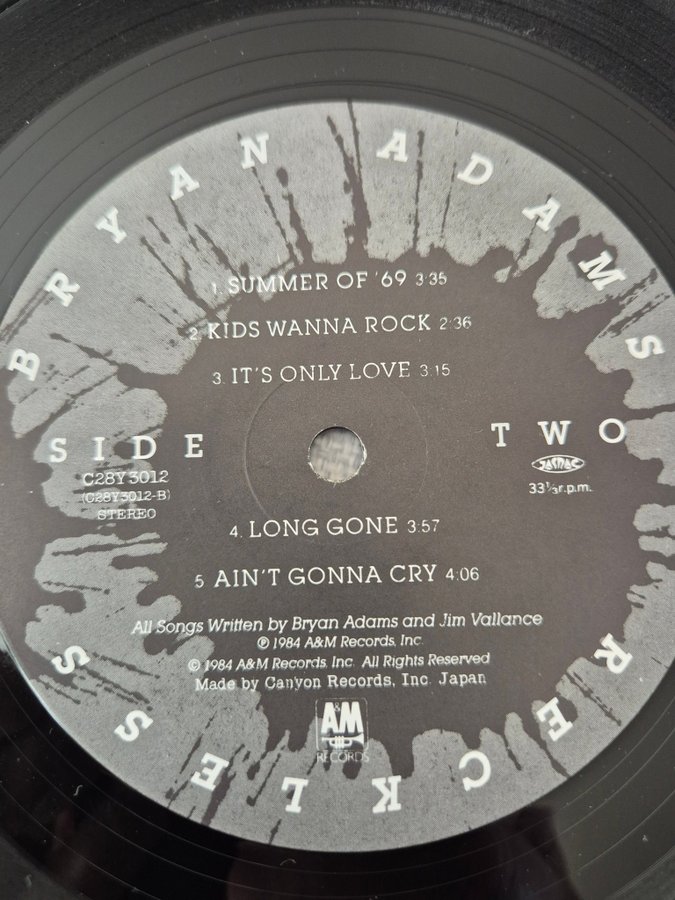 BRYAN ADAMS
1. SUMMER OF '69 3:35
2. KIDS WANNA ROCK 2:36
3. IT'S ONLY LOVE 3:15
SIDE TWO
C28Y3012
(C28Y3012-B)
STEREO
JASRAC
33⅓r.p.m.
4. LONG GONE 3:57
5 AIN'T GONNA CRY 4:06
All Songs Written by Bryan Adams and Jim Vallance
℗ 1984 A&M Records, Inc.
© 1984 A&M Records, Inc. All Rights Reserved
Made by Canyon Records, Inc. Japan
A&M
RECORDS
RECKLESS